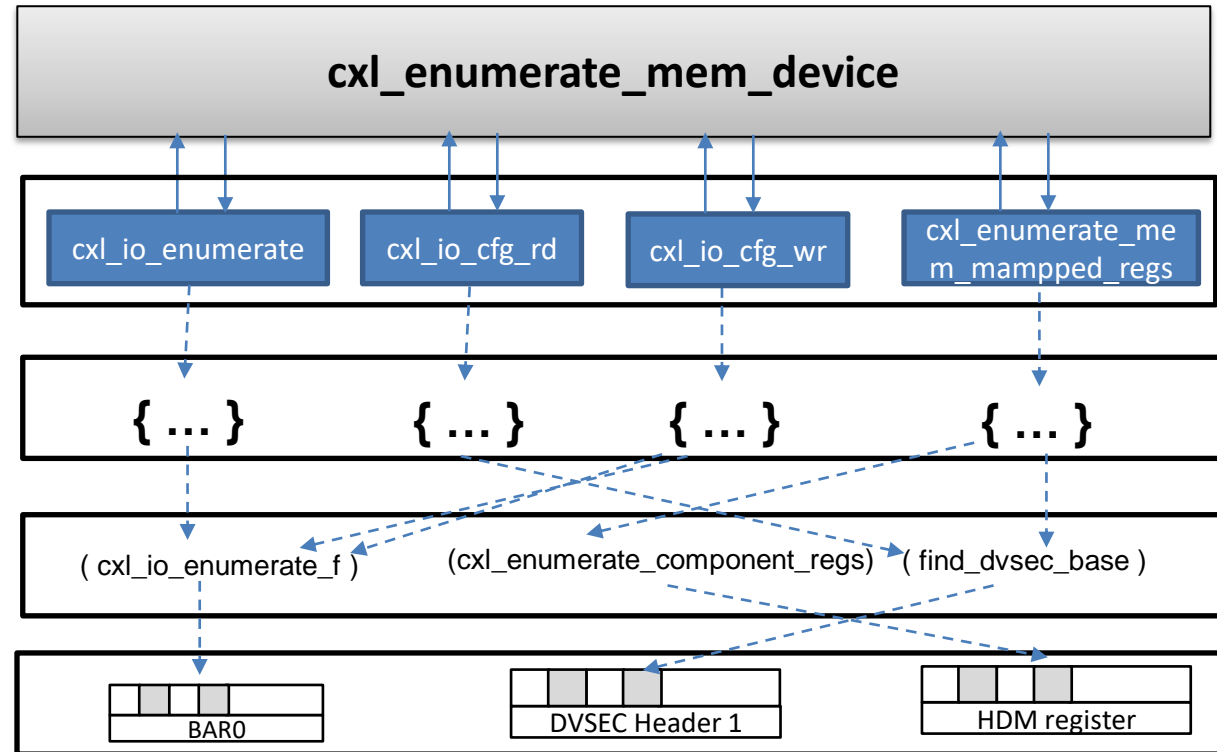 cxl_enumerate_mem_device
cxl_io_enumerate
cxl_io_cfg_rd
cxl_io_cfg_wr
cxl_enumerate_me
m_mampped_regs
{ ... }
{ ... }
{ ... }
{ ... }
( cxl_io_enumerate_f )
(cxl_enumerate_component_regs)
( find_dvsec_base )
BAR0
DVSEC Header 1
HDM register